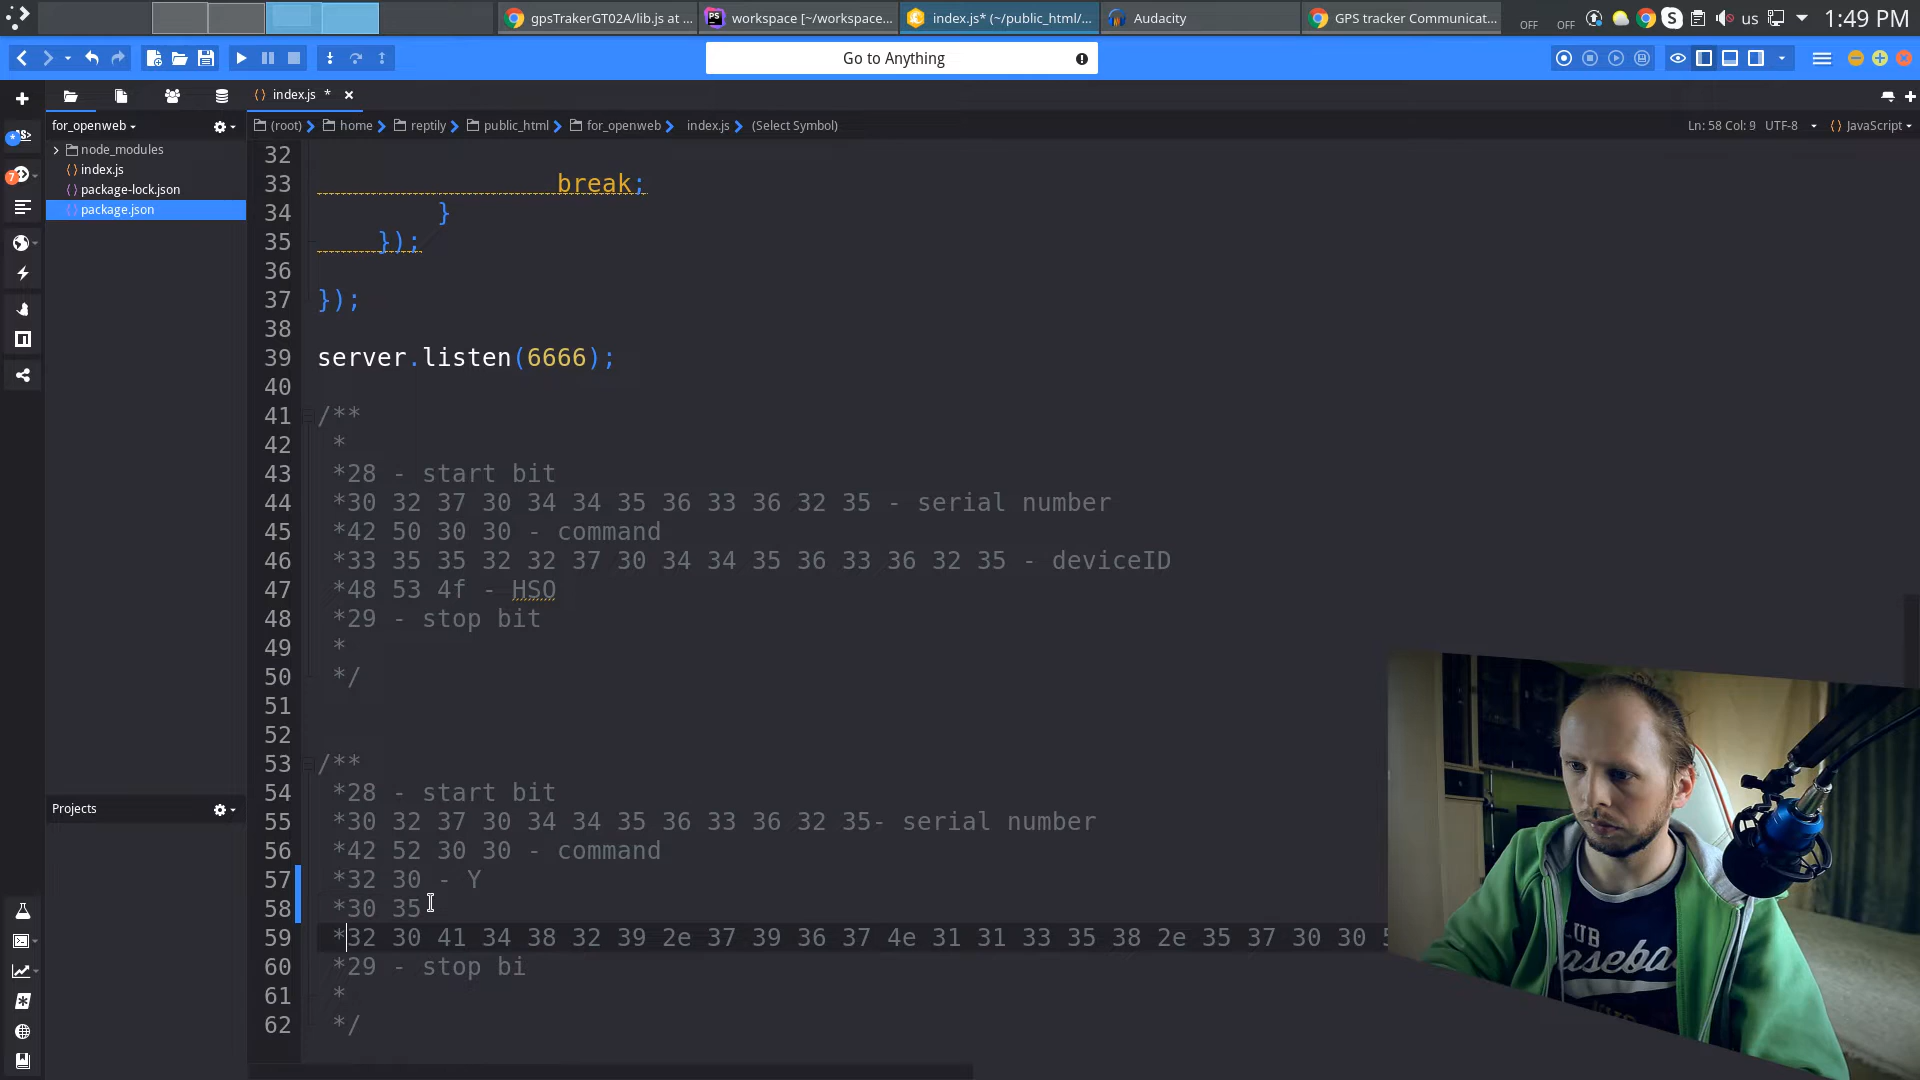 gpsTrakerGT02A/lib.js at ...
workspace [~/workspace...
index.js* (~/public_html/...
Audacity
GPS tracker Communicat...
OFF
OFF
us
1:49 PM
Go to Anything
index.js *
for_openweb
(root)
home
reptily
public_html
for_openweb
index.js
(Select Symbol)
Ln: 58 Col: 9
UTF-8
JavaScript
node_modules
index.js
package-lock.json
package.json
7
Projects
32
33 break;
34 }
35 });
36
37 });
38
39 server.listen(6666);
40
41 /**
42 *
43 *28 - start bit
44 *30 32 37 30 34 34 35 36 33 36 32 35 - serial number
45 *42 50 30 30 - command
46 *33 35 35 32 32 37 30 34 34 35 36 33 36 32 35 - deviceID
47 *48 53 4f - HSO
48 *29 - stop bit
49 *
50 */
51
52
53 /**
54 *28 - start bit
55 *30 32 37 30 34 34 35 36 33 36 32 35- serial number
56 *42 52 30 30 - command
57 *32 30 - Y
58 *30 35
59 *32 30 41 34 38 32 39 2e 37 39 36 37 4e 31 31 33 35 38 2e 35 37 30 30
60 *29 - stop bi
61 *
62 */